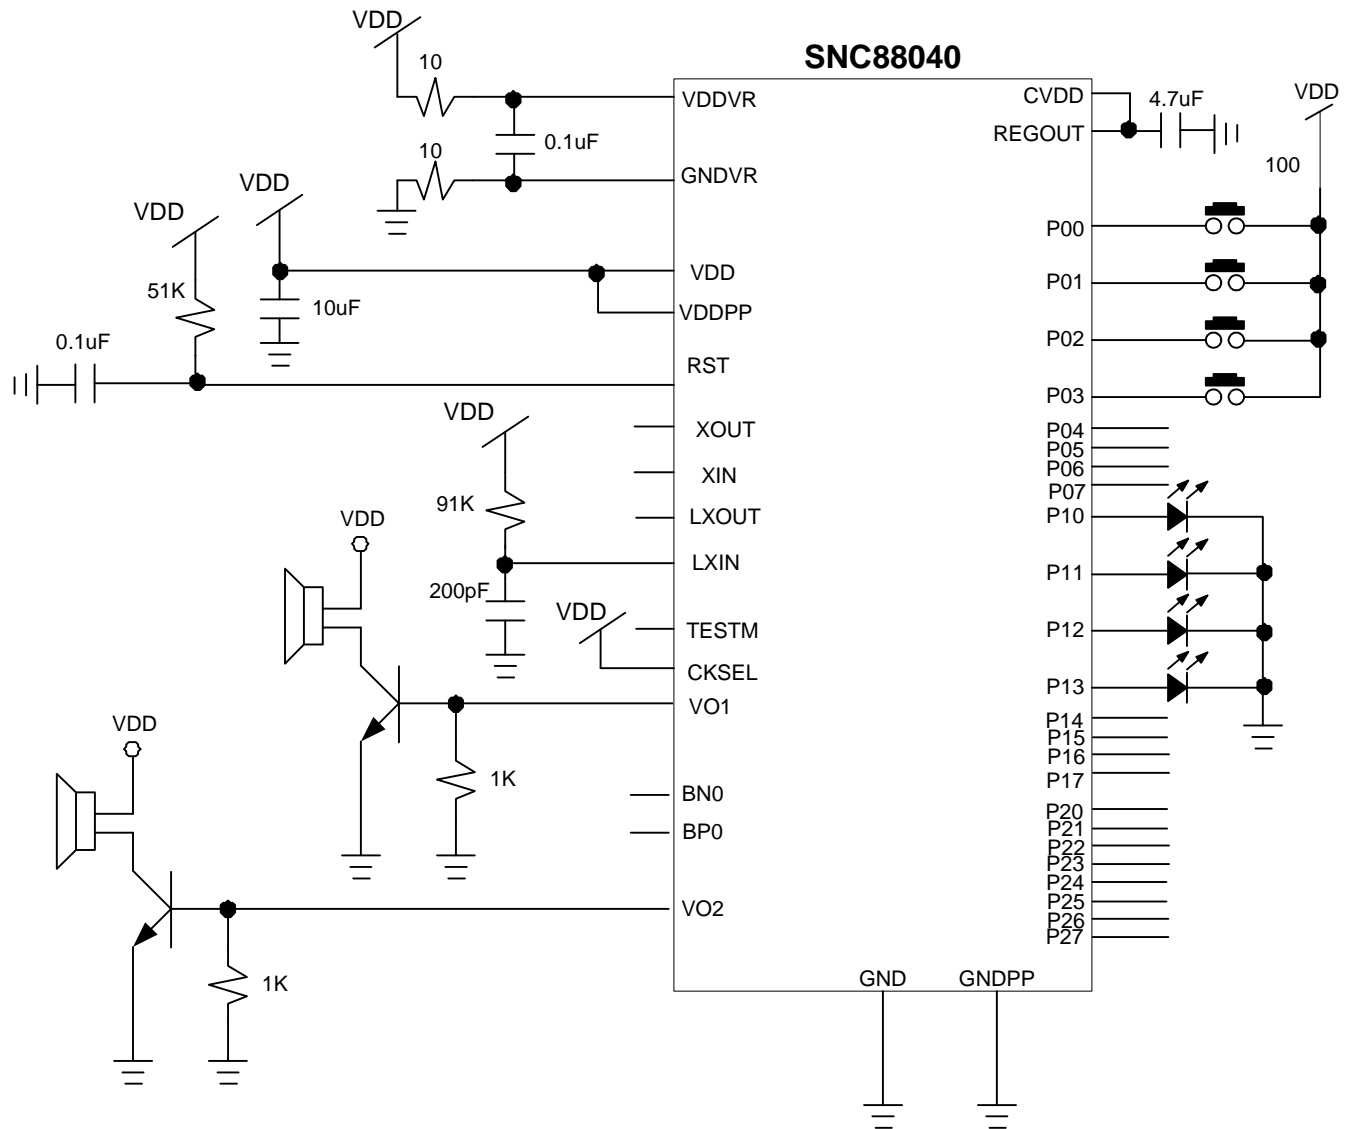 VDD
SNC88040
10
VDDVR
CVDD
4.7uF
VDD
REGOUT
0.1uF
10
100
GNDVR
VDD
VDD
P00
VDD
P01
51K
10uF
VDDPP
0.1uF
P02
RST
P03
VDD
XOUT
P04
P05
XIN
P06
P07
91K
VDD
LXOUT
P10
LXIN
P11
200pF
VDD
TESTM
P12
CKSEL
P13
VO1
VDD
P14
P15
P16
1K
P17
BN0
P20
BP0
P21
P22
P23
P24
VO2
P25
P26
P27
1K
GND
GNDPP